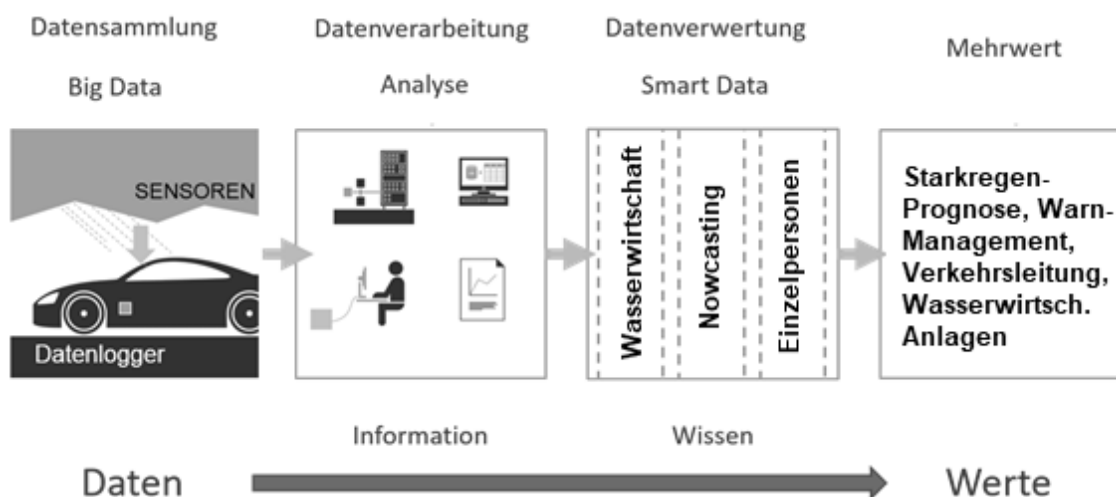 Datensammlung
Big Data
SENSOREN
Datenlogger
Datenverarbeitung
Analyse
Datenverwertung
Smart Data
Wasserwirtschaft
Nowcasting
Einzelpersonen
Mehrwert
Starkregen-
Prognose, Warn-
Management,
Verkehrsleitung,
Wasserwirtsch.
Anlagen
Information
Wissen
Daten
Werte